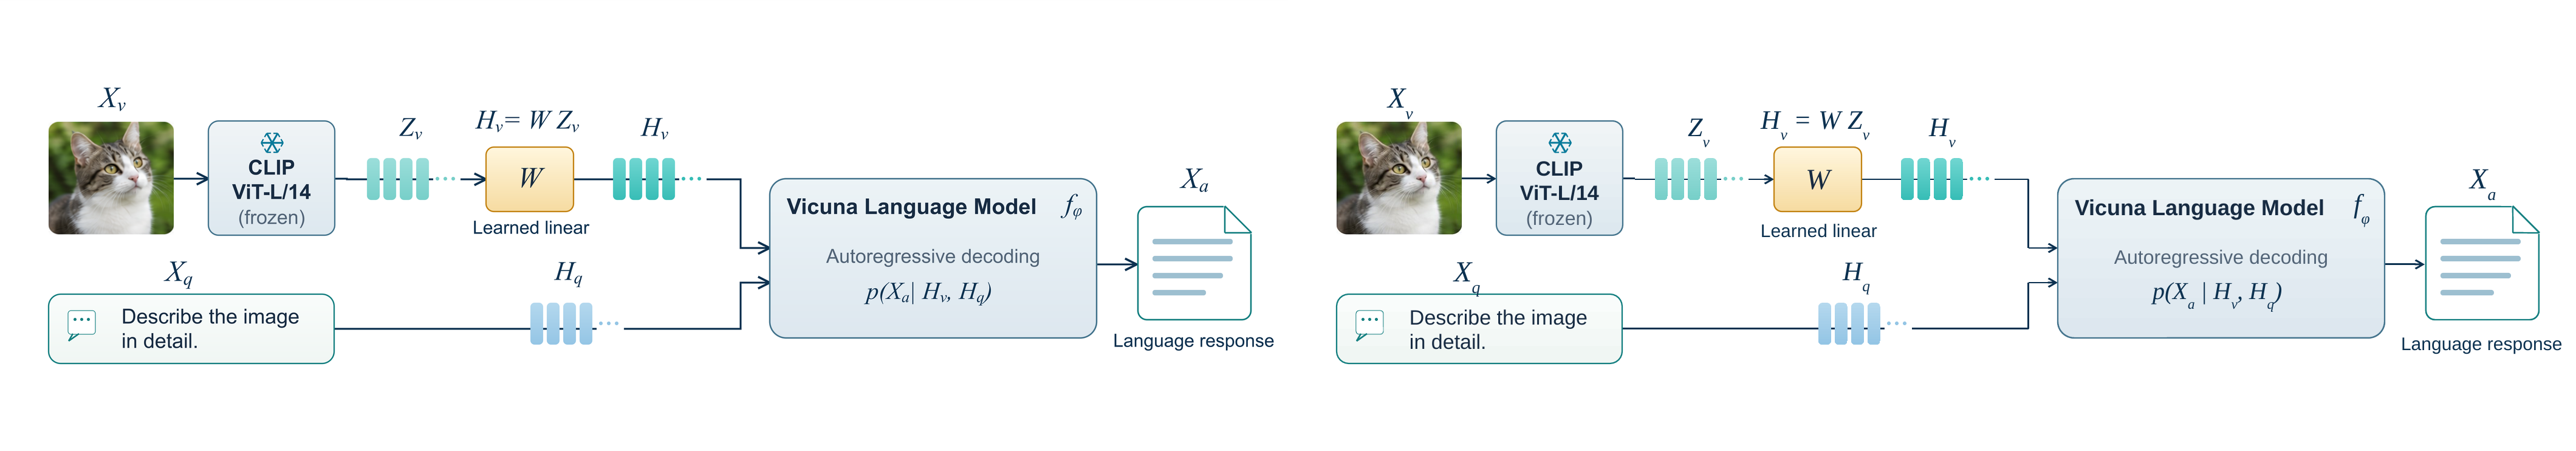 X_v
CLIP
ViT-L/14
(frozen)
Z_v
H_v = W Z_v
W
Learned linear
H_v
X_q
Describe the image
in detail.
H_q
Vicuna Language Model f_φ
Autoregressive decoding
p(X_a | H_v, H_q)
X_a
Language response
X_v
CLIP
ViT-L/14
(frozen)
Z_v
H_v = W Z_v
W
Learned linear
H_v
X_q
Describe the image
in detail.
H_q
Vicuna Language Model f_φ
Autoregressive decoding
p(X_a | H_v, H_q)
X_a
Language response